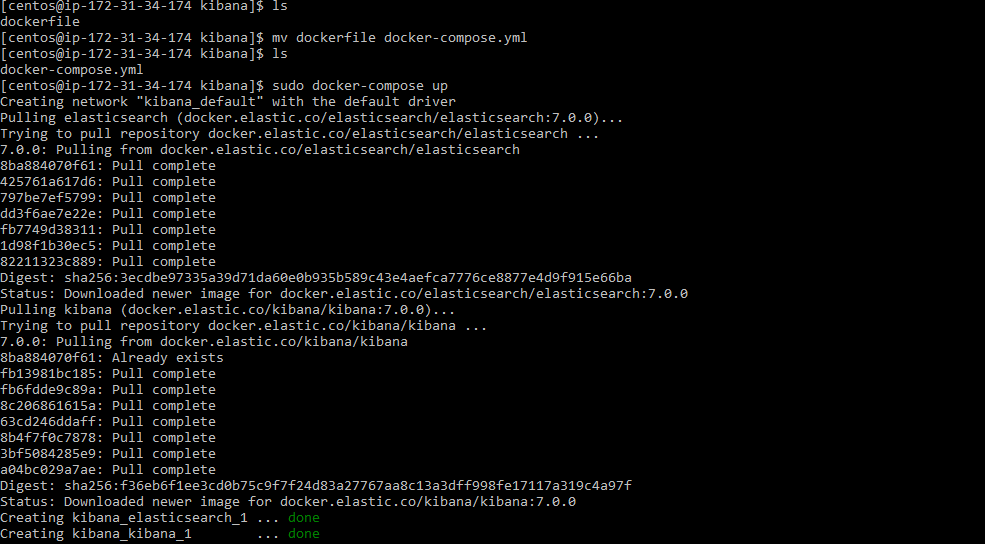 [centos@ip-172-31-34-174 kibana]$ ls
dockerfile
[centos@ip-172-31-34-174 kibana]$ mv dockerfile docker-compose.yml
[centos@ip-172-31-34-174 kibana]$ ls
docker-compose.yml
[centos@ip-172-31-34-174 kibana]$ sudo docker-compose up
Creating network "kibana_default" with the default driver
Pulling elasticsearch (docker.elastic.co/elasticsearch/elasticsearch:7.0.0)...
Trying to pull repository docker.elastic.co/elasticsearch/elasticsearch ...
7.0.0: Pulling from docker.elastic.co/elasticsearch/elasticsearch
8ba884070f61: Pull complete
425761a617d6: Pull complete
797be7ef5799: Pull complete
dd3f6ae7e22e: Pull complete
fb7749d38311: Pull complete
1d98f1b30ec5: Pull complete
82211323c889: Pull complete
Digest: sha256:3ecdbe97335a39d71da60e0b935b589c43e4aefca7776ce8877e4d9f915e66ba
Status: Downloaded newer image for docker.elastic.co/elasticsearch/elasticsearch:7.0.0
Pulling kibana (docker.elastic.co/kibana/kibana:7.0.0)...
Trying to pull repository docker.elastic.co/kibana/kibana ...
7.0.0: Pulling from docker.elastic.co/kibana/kibana
8ba884070f61: Already exists
fb13981bc185: Pull complete
fb6fdde9c89a: Pull complete
8c206861615a: Pull complete
63cd246ddaff: Pull complete
8b4f7f0c7878: Pull complete
3bf5084285e9: Pull complete
a04bc029a7ae: Pull complete
Digest: sha256:f36eb6f1ee3cd0b75c9f7f24d83a27767aa8c13a3dff998fe17117a319c4a97f
Status: Downloaded newer image for docker.elastic.co/kibana/kibana:7.0.0
Creating kibana_elasticsearch_1 ... done
Creating kibana_kibana_1        ... done